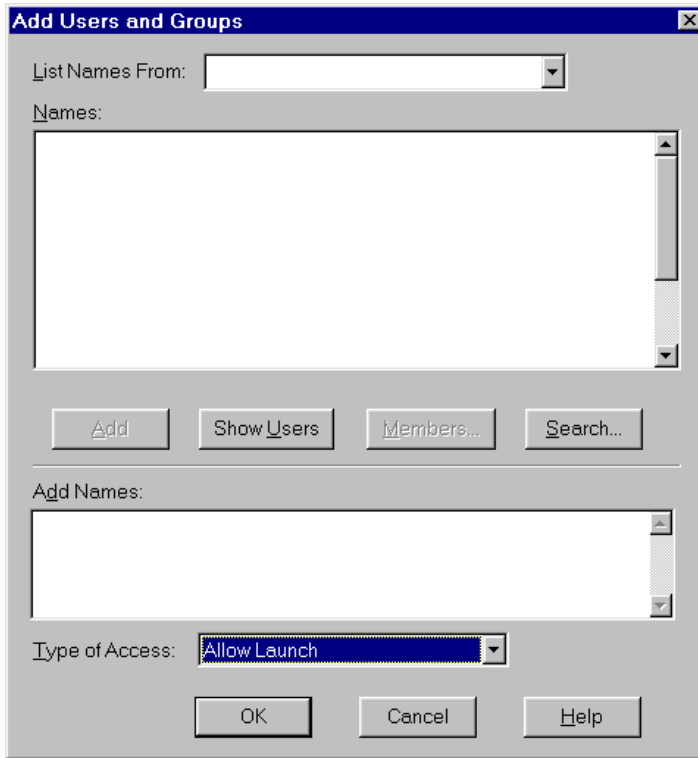 Add Users and Groups
List Names From:
Names:
Add Show Users Members... Search...
Add Names:
Type of Access: Allow Launch
OK Cancel Help